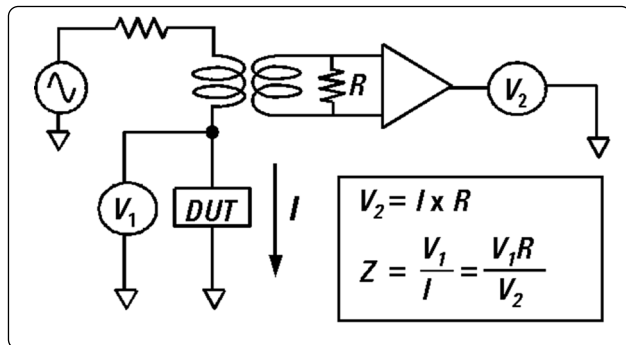 R
V2
V1
DUT
I
V2 = I x R
Z = V1/I = V1R/V2